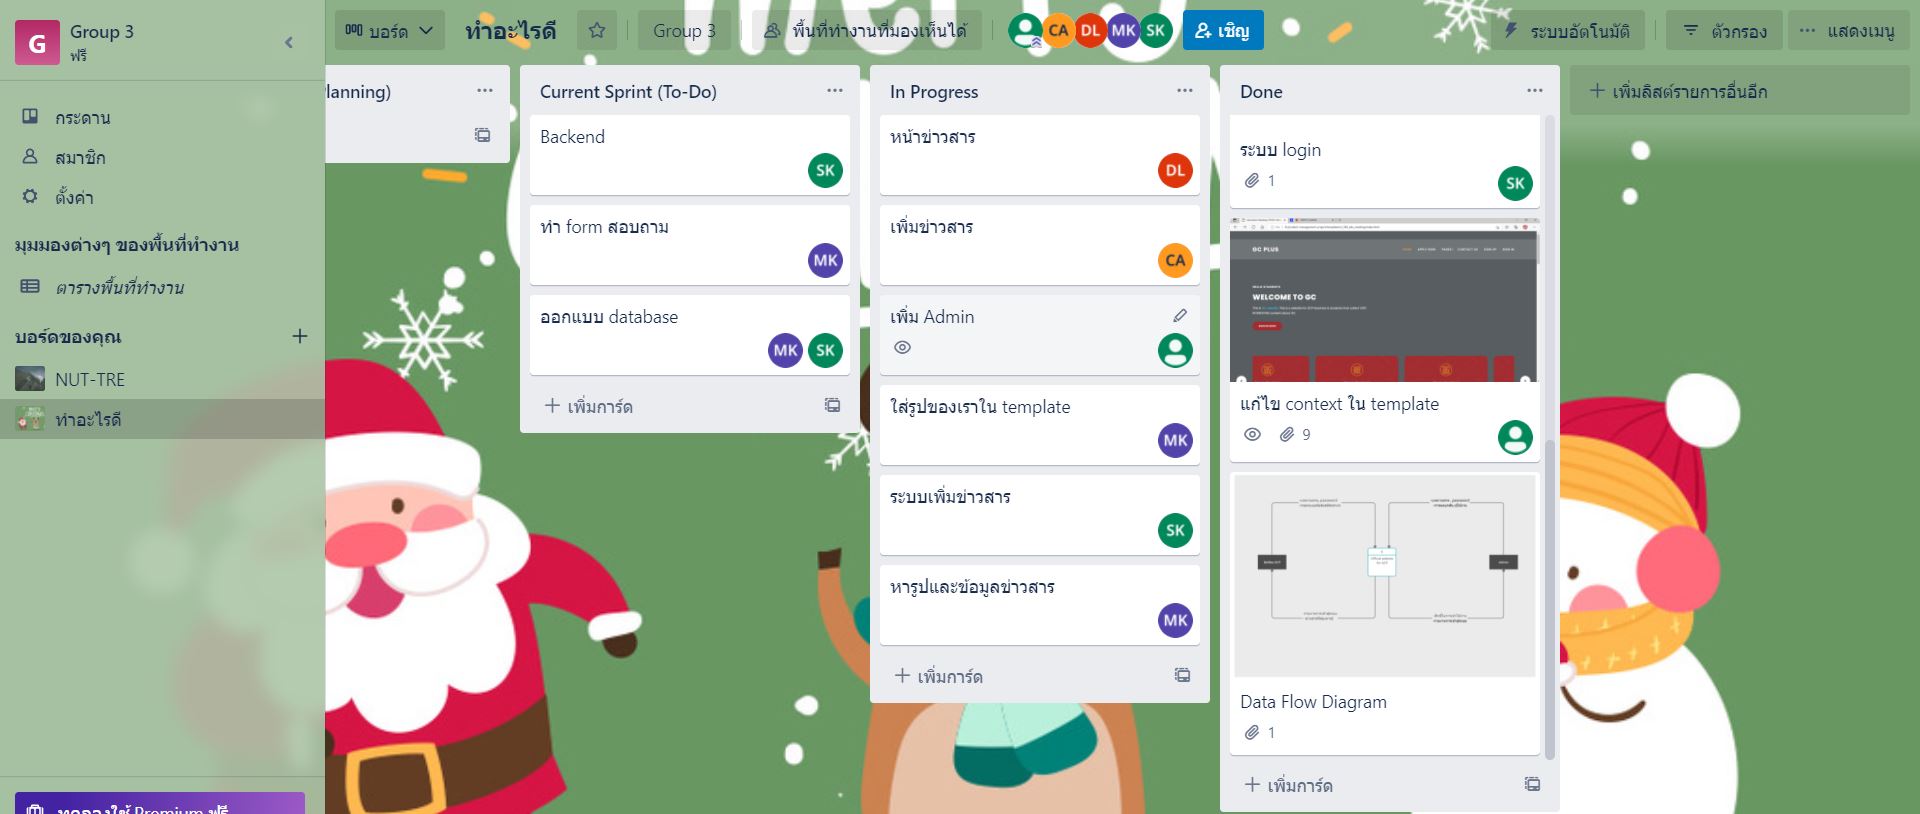 G
Group 3
ฟรี
กระดาน
สมาชิก
ตั้งค่า
มุมมองต่างๆ ของพื้นที่ทำงาน
ตารางพื้นที่ทำงาน
บอร์ดของคุณ
NUT-TRE
ทำอะไรดี
ทดลองใช้ Premium ฟรี
บอร์ด
ทำอะไรดี
Group 3
พื้นที่ทำงานที่มองเห็นได้
CA
DL
MK
SK
เชิญ
ระบบอัตโนมัติ
ตัวกรอง
แสดงเมนู
lanning)
Current Sprint (To-Do)
Backend
SK
ทำ form สอบถาม
MK
ออกแบบ database
MK SK
เพิ่มการ์ด
In Progress
หน้าข่าวสาร
DL
เพิ่มข่าวสาร
CA
เพิ่ม Admin
ใส่รูปของเราใน template
MK
ระบบเพิ่มข่าวสาร
SK
หารูปและข้อมูลข่าวสาร
MK
เพิ่มการ์ด
Done
ระบบ login
1
SK
GC PLUS
WELCOME TO GC
แก้ไข context ใน template
9
Data Flow Diagram
1
เพิ่มการ์ด
เพิ่มลิสต์รายการอื่นอีก